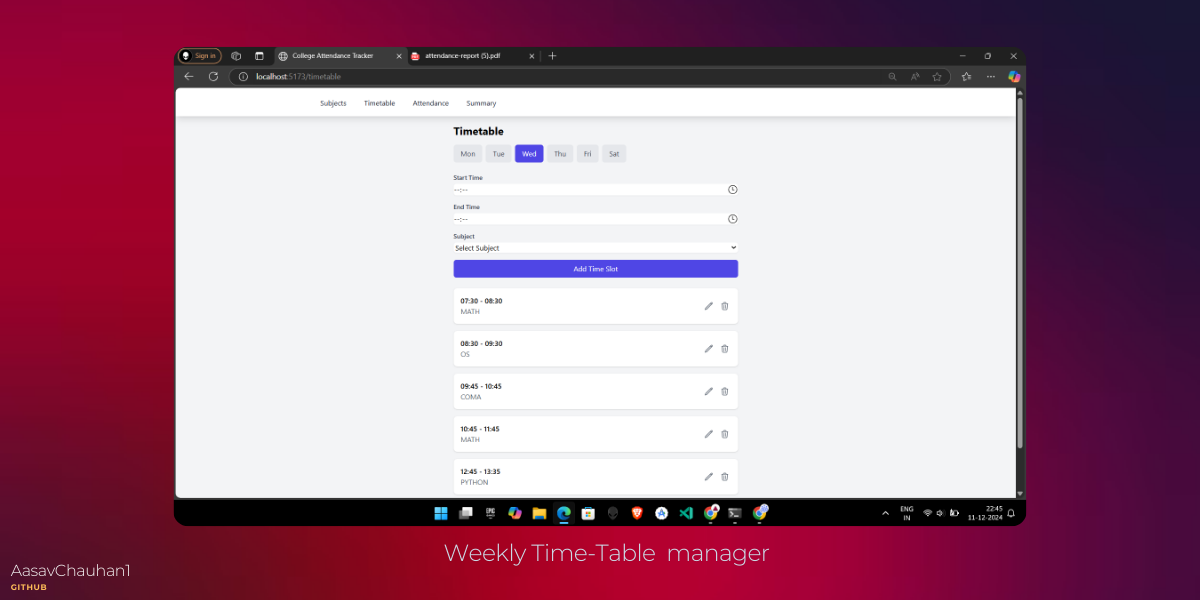 Sign in
College Attendance Tracker
attendance-report (5).pdf
localhost:5173/timetable
Subjects Timetable Attendance Summary
Timetable
Mon Tue Wed Thu Fri Sat
Start Time
--:--
End Time
--:--
Subject
Select Subject
Add Time Slot
07:30 - 08:30
MATH
08:30 - 09:30
OS
09:45 - 10:45
COMA
10:45 - 11:45
MATH
12:45 - 13:35
PYTHON
ENG
IN
22:45
11-12-2024
Weekly Time-Table manager
AasavChauhan1
GITHUB